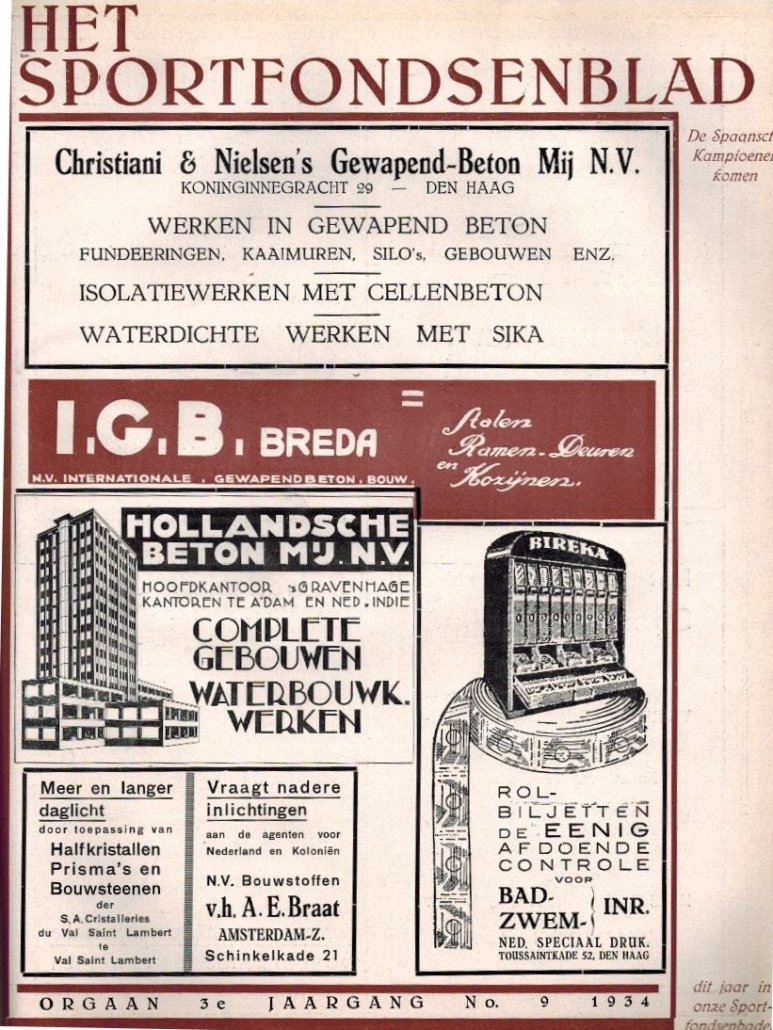 HET
SPORTFONDSENBLAD
De Spaansch
Kampioenen
komen
Christiani & Nielsen's Gewapend-Beton Mij N.V.
KONINGINNEGRACHT 29 — DEN HAAG
WERKEN IN GEWAPEND BETON
FUNDEERINGEN, KAAIMUREN, SILO's, GEBOUWEN ENZ.
ISOLATIEWERKEN MET CELLENBETON
WATERDICHTE WERKEN MET SIKA
I.G.B. BREDA =
N.V. INTERNATIONALE . GEWAPENDBETON . BOUW.
Stalen
Ramen-Deuren
en Kozijnen.
HOLLANDSCHE
BETON MIJ. N.V.
HOOFDKANTOOR 'sGRAVENHAGE
KANTOREN TE A'DAM EN NED. INDIE
COMPLETE
GEBOUWEN
WATERBOUWK.
WERKEN
BIREKA
ROL-
BILJETTEN
DE EENIG
AFDOENDE
CONTROLE
VOOR
BAD-
ZWEM- } INR.
NED. SPECIAAL DRUK.
TOUSSAINTKADE 52, DEN HAAG
Meer en langer
daglicht
door toepassing van
Halfkristallen
Prisma's en
Bouwsteenen
der
S.A. Cristalleries
du Val Saint Lambert
te
Val Saint Lambert
Vraagt nadere
inlichtingen
aan de agenten voor
Nederland en Koloniën
N.V. Bouwstoffen
v.h. A.E. Braat
AMSTERDAM-Z.
Schinkelkade 21
ORGAAN 3e JAARGANG No. 9 1934
dit jaar in
onze Sport-
fondsenbade